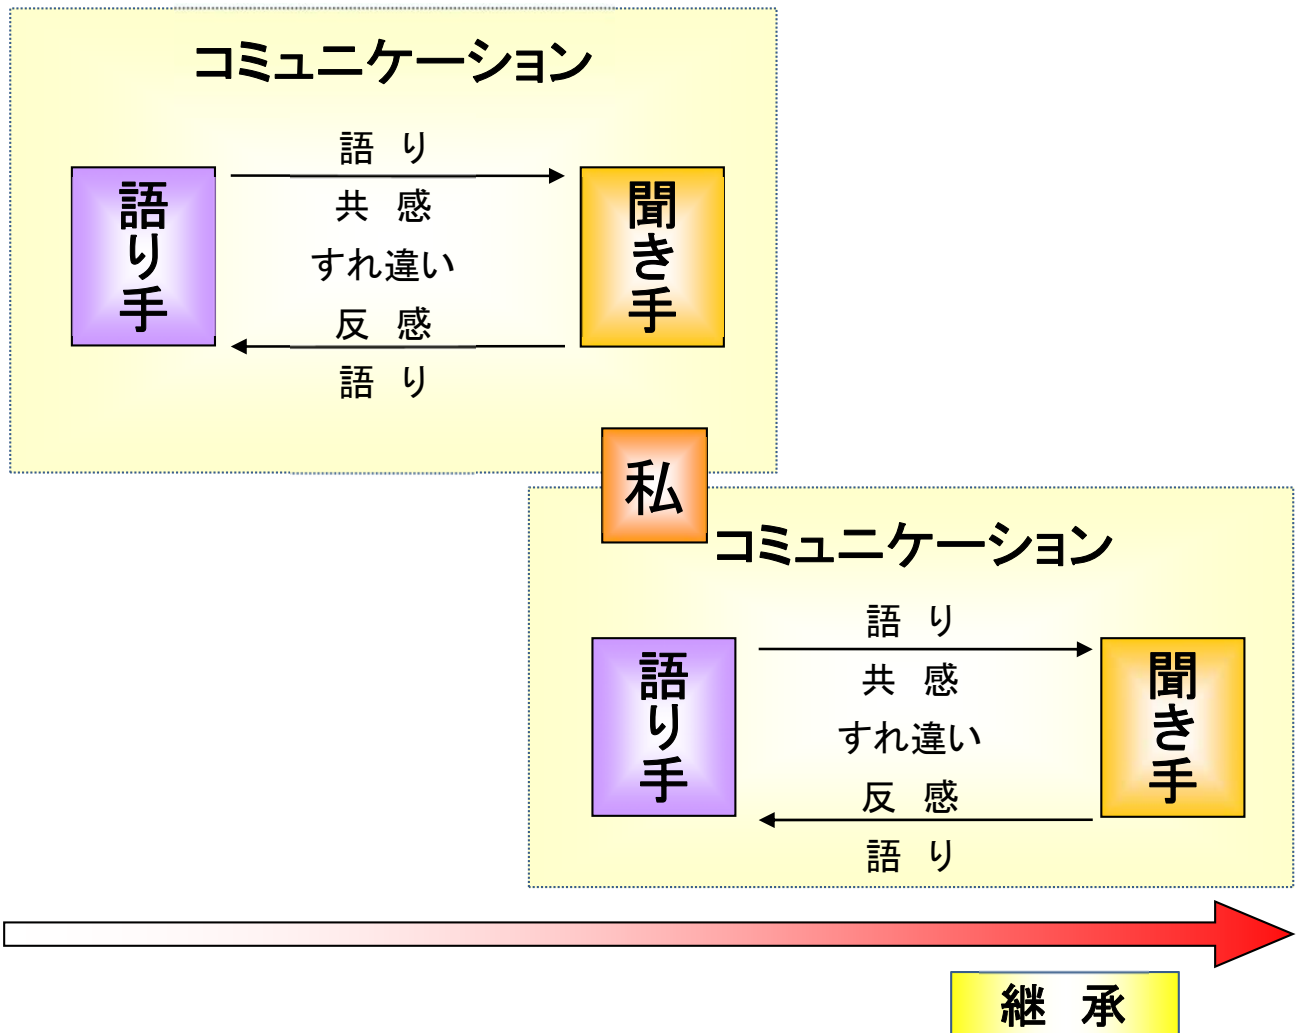 コミュニケーション
語り
語り手
共感
聞き手
すれ違い
反感
語り
私
コミュニケーション
語り
語り手
共感
聞き手
すれ違い
反感
語り
継承